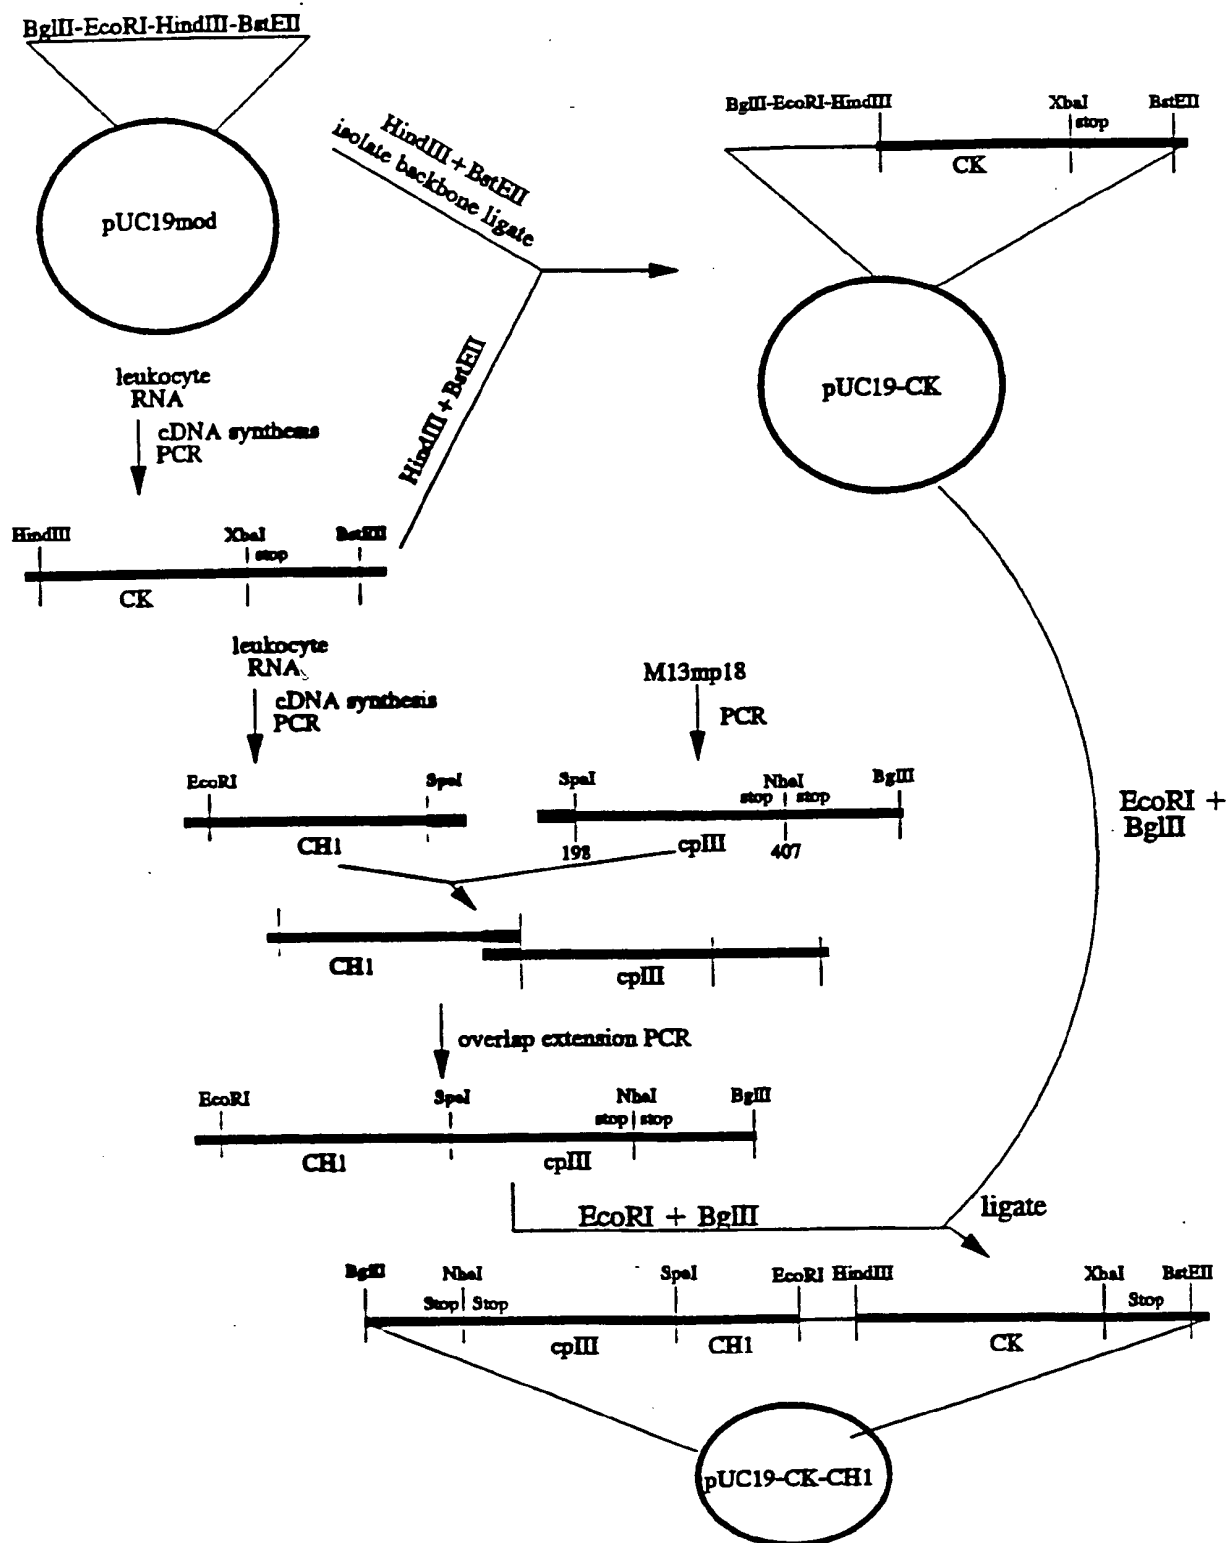 BglII-EcoRI-HindIII-BstEII
pUC19mod
HindIII+BstEII
isolate backbone ligate
BglII-EcoRI-HindIII
XbaI
BstEII
stop
CK
pUC19-CK
leukocyte
RNA
cDNA synthesis
PCR
HindIII+BstEII
HindIII
XbaI
BstEII
stop
CK
leukocyte
RNA
cDNA synthesis
PCR
M13mp18
PCR
EcoRI
SpeI
CH1
SpeI
NheI
BglII
stop
stop
198
cpIII
407
EcoRI +
BglII
CH1
cpIII
overlap extension PCR
EcoRI
SpeI
NheI
BglII
stop
stop
CH1
cpIII
EcoRI + BglII
ligate
BglII
NheI
SpeI
EcoRI
HindIII
XbaI
BstEII
Stop
Stop
Stop
cpIII
CH1
CK
pUC19-CK-CH1